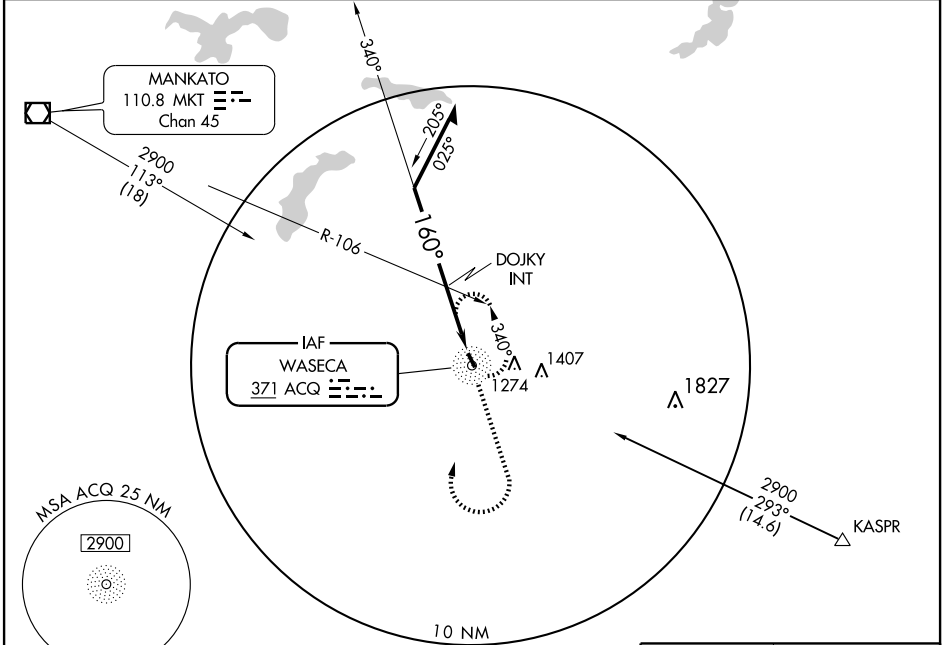 MANKATO
110.8 MKT
Chan 45
340°
205°
025°
2900
113°
(18)
R-106
160°
DOJKY
INT
340°
IAF
WASECA
371 ACQ
1274
1407
1827
2900
293°
(14.6)
KASPR
MSA ACQ 25 NM
2900
10 NM